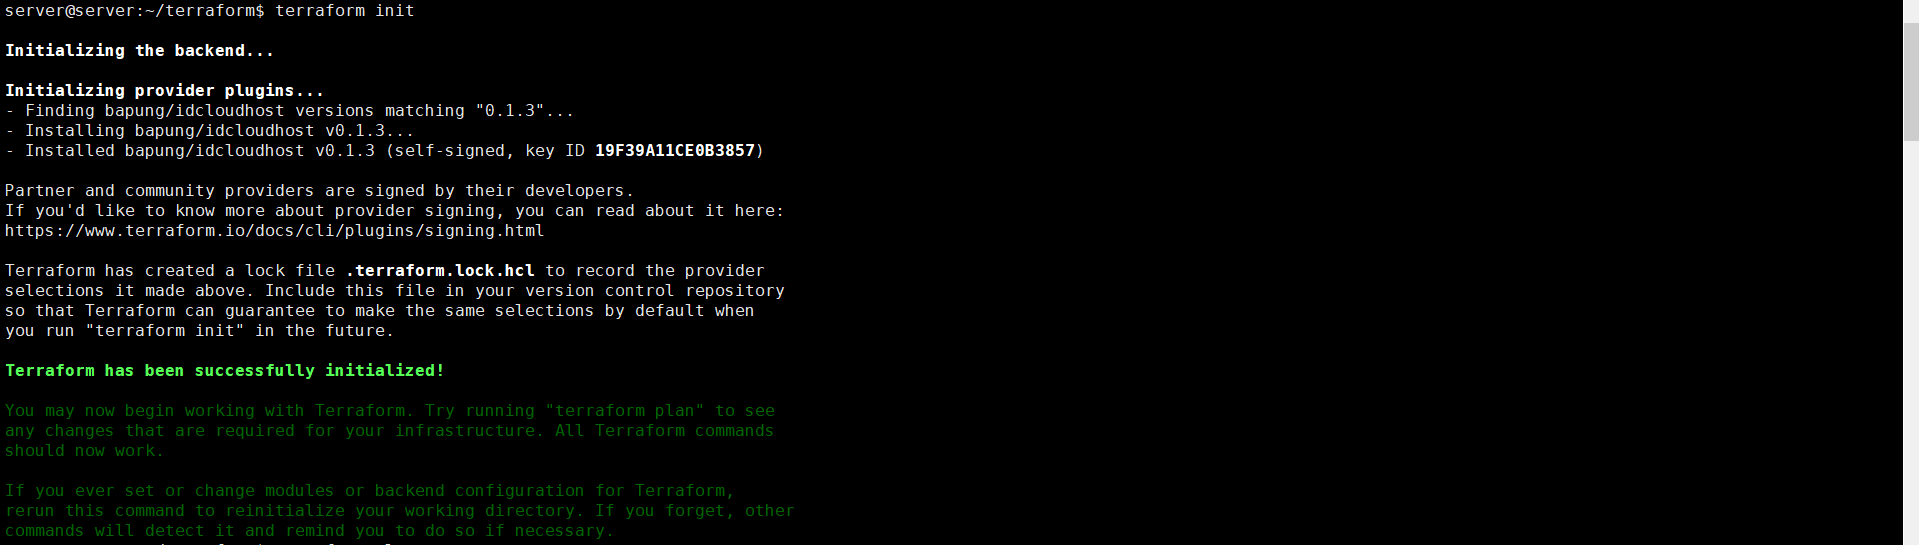 server@server:~/terraform$ terraform init
Initializing the backend...
Initializing provider plugins...
- Finding bapung/idcloudhost versions matching "0.1.3"...
- Installing bapung/idcloudhost v0.1.3...
- Installed bapung/idcloudhost v0.1.3 (self-signed, key ID 19F39A11CE0B3857)
Partner and community providers are signed by their developers.
If you'd like to know more about provider signing, you can read about it here:
https://www.terraform.io/docs/cli/plugins/signing.html
Terraform has created a lock file .terraform.lock.hcl to record the provider
selections it made above. Include this file in your version control repository
so that Terraform can guarantee to make the same selections by default when
you run "terraform init" in the future.
Terraform has been successfully initialized!
You may now begin working with Terraform. Try running "terraform plan" to see
any changes that are required for your infrastructure. All Terraform commands
should now work.
If you ever set or change modules or backend configuration for Terraform,
rerun this command to reinitialize your working directory. If you forget, other
commands will detect it and remind you to do so if necessary.